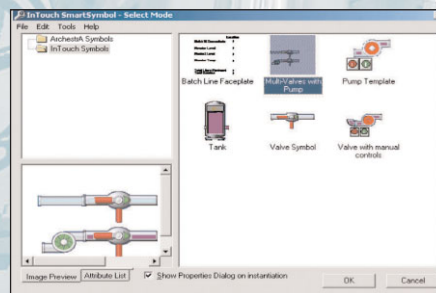 InTouch SmartSymbol - Select Mode
File Edit Tools Help
ArchestrA Symbols
InTouch Symbols
Batch Line Faceplate
Multi-Valves with Pump
Pump Template
Tank
Valve Symbol
Valve with manual controls
Image Preview
Attribute List
Show Properties Dialog on instantiation
OK
Cancel